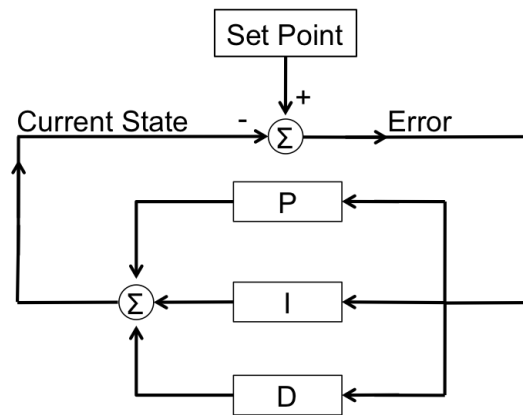 Set Point
+
Current State
-
Σ
Error
P
Σ
I
D